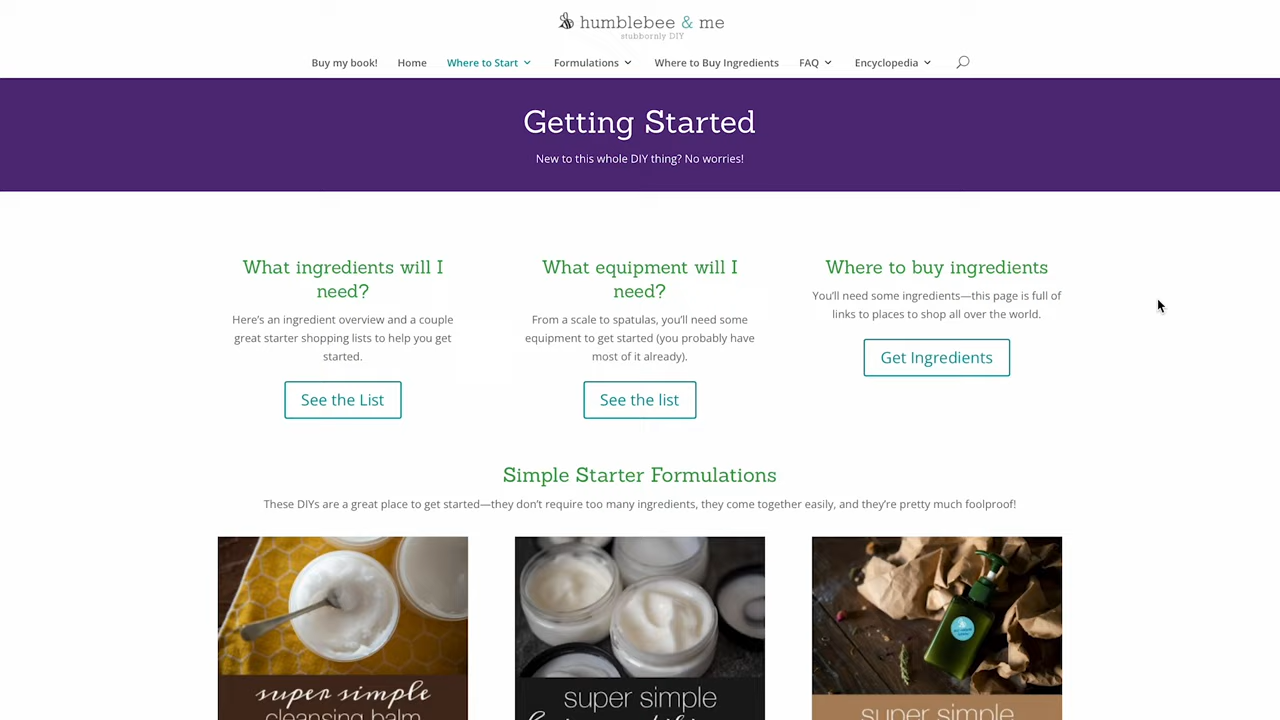 humblebee & me
stubbornly DIY
Buy my book! Home Where to Start Formulations Where to Buy Ingredients FAQ Encyclopedia
Getting Started
New to this whole DIY thing? No worries!
What ingredients will I
need?
Here's an ingredient overview and a couple
great starter shopping lists to help you get
started.
See the List
What equipment will I
need?
From a scale to spatulas, you'll need some
equipment to get started (you probably have
most of it already).
See the list
Where to buy ingredients
You'll need some ingredients—this page is full of
links to places to shop all over the world.
Get Ingredients
Simple Starter Formulations
These DIYs are a great place to get started—they don't require too many ingredients, they come together easily, and they're pretty much foolproof!
super simple
cleansing balm
super simple
super simple